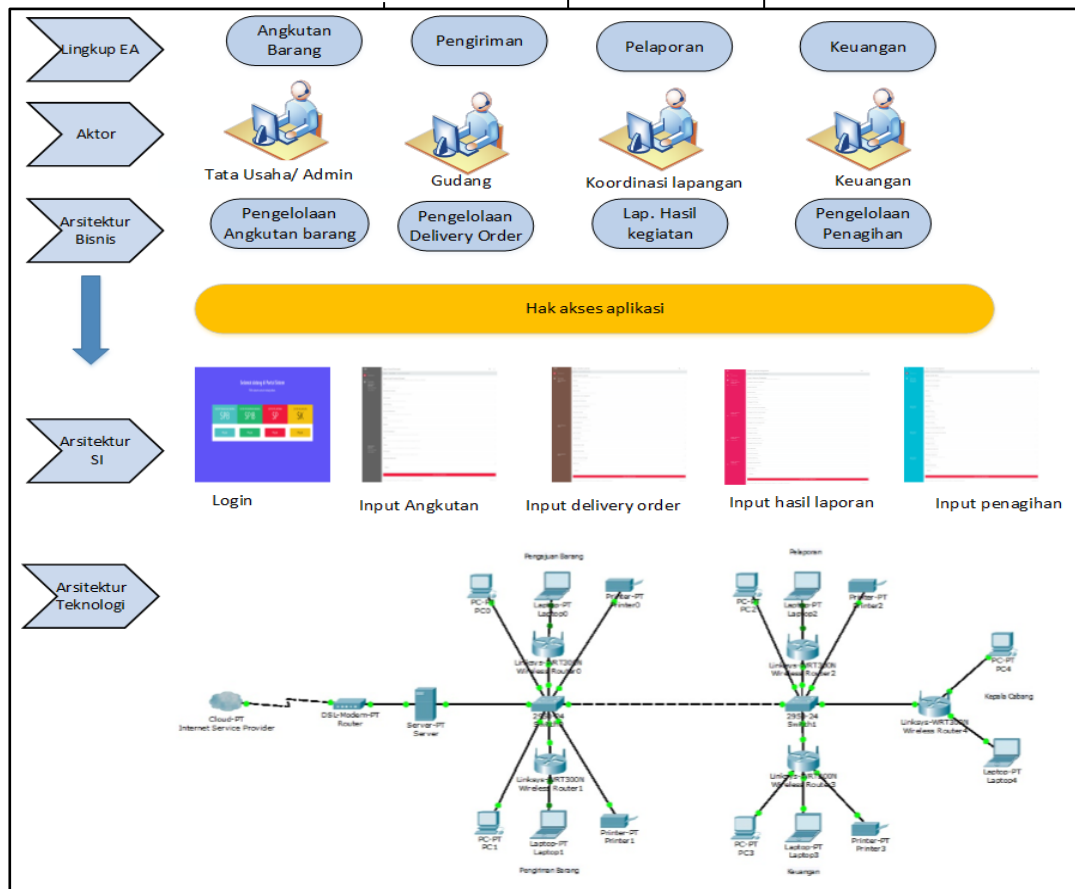 Lingkup EA
Angkutan
Barang
Pengiriman
Pelaporan
Keuangan
Aktor
Tata Usaha/ Admin
Gudang
Koordinasi lapangan
Keuangan
Arsitektur
Bisnis
Pengelolaan
Angkutan barang
Pengelolaan
Delivery Order
Lap. Hasil
kegiatan
Pengelolaan
Penagihan
Hak akses aplikasi
Arsitektur
SI
Login
Input Angkutan
Input delivery order
Input hasil laporan
Input penagihan
Arsitektur
Teknologi
Pengajuan Barang
Pelaporan
PC-PT
PC0
Laptop-PT
Laptop0
Printer-PT
Printer0
PC-PT
PC2
Laptop-PT
Laptop2
Printer-PT
Printer2
Wireless Router0
Linksys-WRT300N
Wireless Router2
PC-PT
PC4
Kepala Cabang
Cloud-PT
Internet Service Provider
DSL-Modem-PT
Router
Server-PT
Server
2950-24
2950-24
Switch1
Linksys-WRT300N
Wireless Router4
Linksys-WRT300N
Wireless Router1
Linksys-WRT300N
Wireless Router3
Laptop-PT
Laptop4
PC-PT
PC1
Laptop-PT
Laptop1
Printer-PT
Printer1
PC-PT
PC3
Laptop-PT
Laptop3
Printer-PT
Printer3
Pengiriman Barang
Keuangan